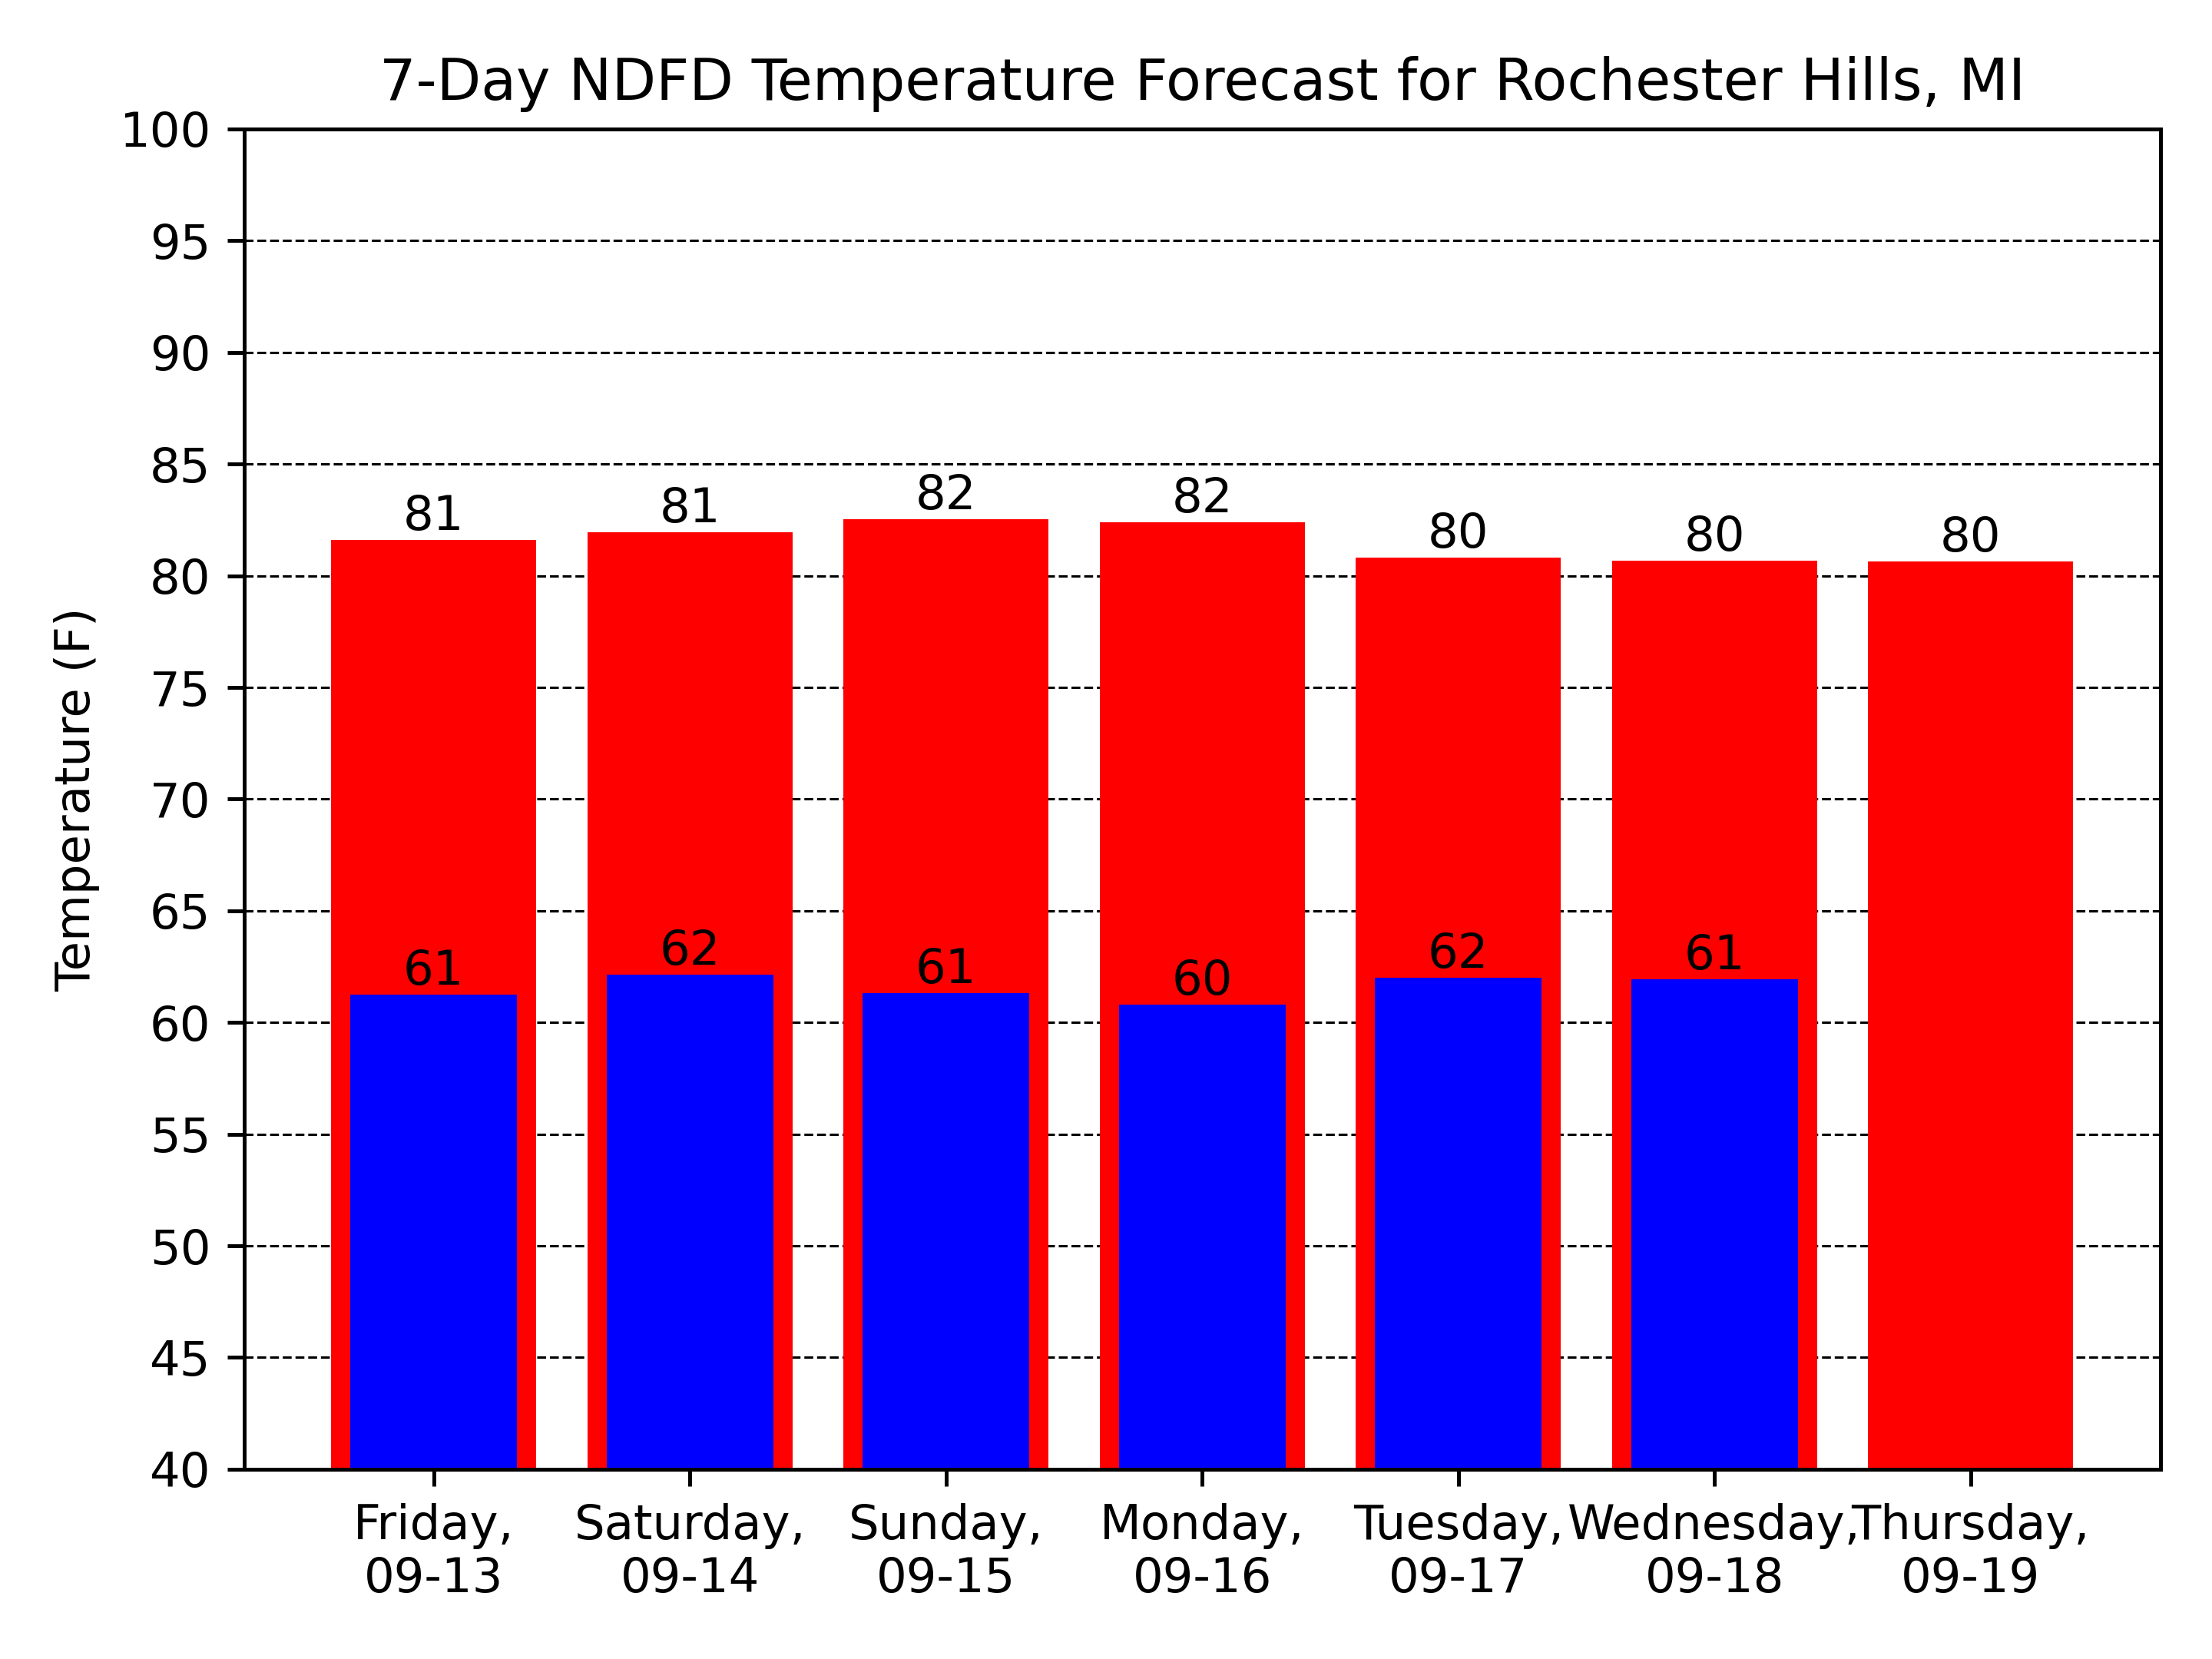 7-Day NDFD Temperature Forecast for Rochester Hills, MI
Temperature (F)
100
95
90
85
80
75
70
65
60
55
50
45
40
81 81 82 82 80 80 80
61 62 61 60 62 61
Friday, Saturday, Sunday, Monday, Tuesday, Wednesday, Thursday,
09-13 09-14 09-15 09-16 09-17 09-18 09-19